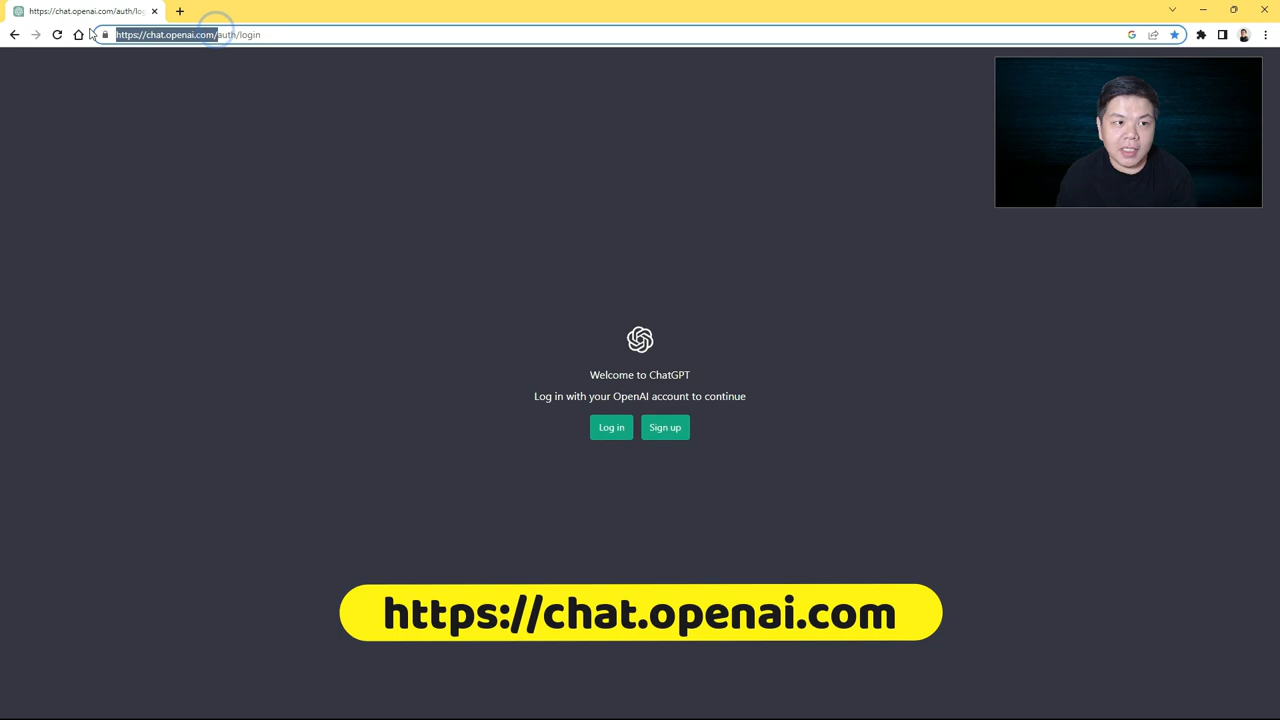 https://chat.openai.com/auth/log
https://chat.openai.com/auth/login
Welcome to ChatGPT
Log in with your OpenAI account to continue
Log in
Sign up
https://chat.openai.com